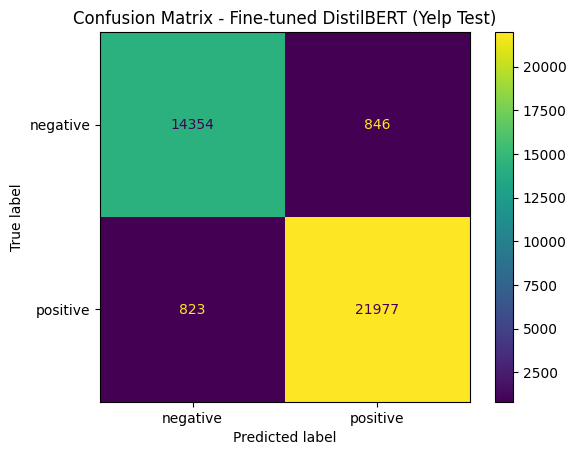 Confusion Matrix - Fine-tuned DistilBERT (Yelp Test)
True label
negative
14354
846
positive
823
21977
negative
positive
Predicted label
20000
17500
15000
12500
10000
7500
5000
2500